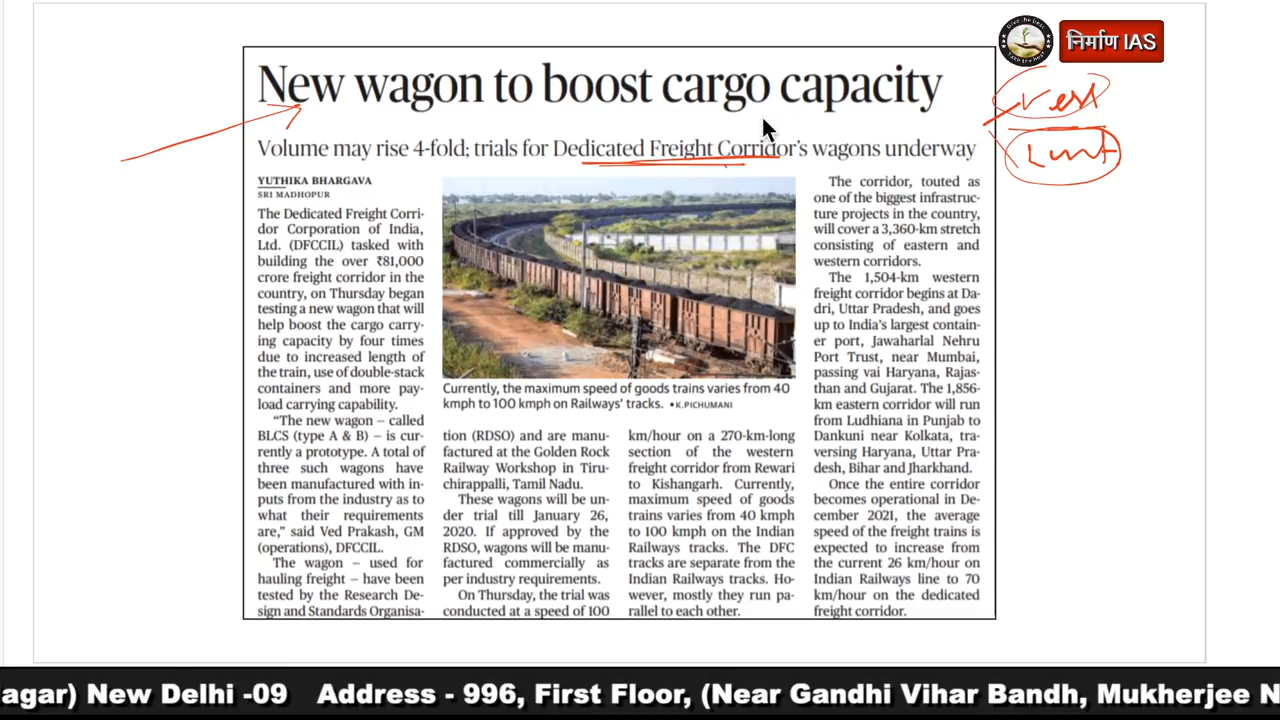 Give the best
Take the best
निर्माण IAS
New wagon to boost cargo capacity
Volume may rise 4-fold; trials for Dedicated Freight Corridor's wagons underway
YUTHIKA BHARGAVA
SRI MADHOPUR
The Dedicated Freight Corri-
dor Corporation of India,
Ltd. (DFCCIL) tasked with
building the over ₹81,000
crore freight corridor in the
country, on Thursday began
testing a new wagon that will
help boost the cargo carry-
ing capacity by four times
due to increased length of
the train, use of double-stack
containers and more pay-
load carrying capability.
“The new wagon – called
BLCS (type A & B) – is cur-
rently a prototype. A total of
three such wagons have
been manufactured with in-
puts from the industry as to
what their requirements
are,” said Ved Prakash, GM
(operations), DFCCIL.
The wagon – used for
hauling freight – have been
tested by the Research De-
sign and Standards Organisa-
Currently, the maximum speed of goods trains varies from 40
kmph to 100 kmph on Railways' tracks. •K.PICHUMANI
tion (RDSO) and are manu-
factured at the Golden Rock
Railway Workshop in Tiru-
chirappalli, Tamil Nadu.
These wagons will be un-
der trial till January 26,
2020. If approved by the
RDSO, wagons will be manu-
factured commercially as
per industry requirements.
On Thursday, the trial was
conducted at a speed of 100
km/hour on a 270-km-long
section of the western
freight corridor from Rewari
to Kishangarh. Currently,
maximum speed of goods
trains varies from 40 kmph
to 100 kmph on the Indian
Railways tracks. The DFC
tracks are separate from the
Indian Railways tracks. Ho-
wever, mostly they run pa-
rallel to each other.
The corridor, touted as
one of the biggest infrastruc-
ture projects in the country,
will cover a 3,360-km stretch
consisting of eastern and
western corridors.
The 1,504-km western
freight corridor begins at Da-
dri, Uttar Pradesh, and goes
up to India's largest contain-
er port, Jawaharlal Nehru
Port Trust, near Mumbai,
passing vai Haryana, Rajas-
than and Gujarat. The 1,856-
km eastern corridor will run
from Ludhiana in Punjab to
Dankuni near Kolkata, tra-
versing Haryana, Uttar Pra-
desh, Bihar and Jharkhand.
Once the entire corridor
becomes operational in De-
cember 2021, the average
speed of the freight trains is
expected to increase from
the current 26 km/hour on
Indian Railways line to 70
km/hour on the dedicated
freight corridor.
agar) New Delhi -09 Address - 996, First Floor, (Near Gandhi Vihar Bandh, Mukherjee N